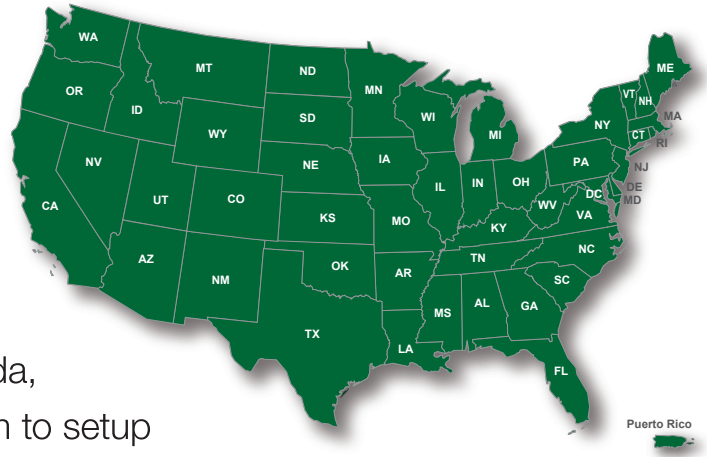 WA
MT
ND
MN
ME
VT
NH
OR
ID
SD
WI
MI
NY
MA
CT
RI
WY
IA
NE
PA
NJ
NV
UT
CO
IL
IN
OH
DE
DC
MD
WV
VA
CA
KS
MO
KY
NC
AZ
NM
OK
AR
TN
SC
TX
LA
MS
AL
GA
FL
da,
to setup
Puerto Rico